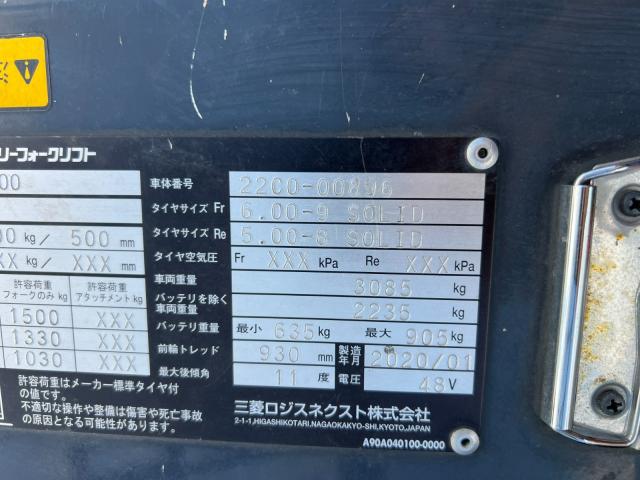 リーフォークリフト
00
車体番号 2200-00896
タイヤサイズ Fr 6.00-9 SOLID
00 kg／ 500 mm タイヤサイズ Re 5.00-8 SOLID
XX kg／ XXX mm タイヤ空気圧 Fr XXX kPa Re XXX kPa
許容荷重 フォークのみ kg 許容荷重 アタッチメント kg
車両重量 3085 kg
バッテリを除く車両重量 2235 kg
1500 XXX バッテリ重量 最小 635kg 最大 905kg
1330 XXX 前輪トレッド 930 mm 製造年月 2020/01
1030 XXX 最大後傾角 11 度 電圧 48V
許容荷重はメーカー標準タイヤ付
の値です。
不適切な操作や整備は傷害や死亡事故
の原因となる可能性があります。
三菱ロジスネクスト株式会社
2-1-1,HIGASHIKOTARI,NAGAOKAKYO-SHI,KYOTO,JAPAN
A90A040100-0000